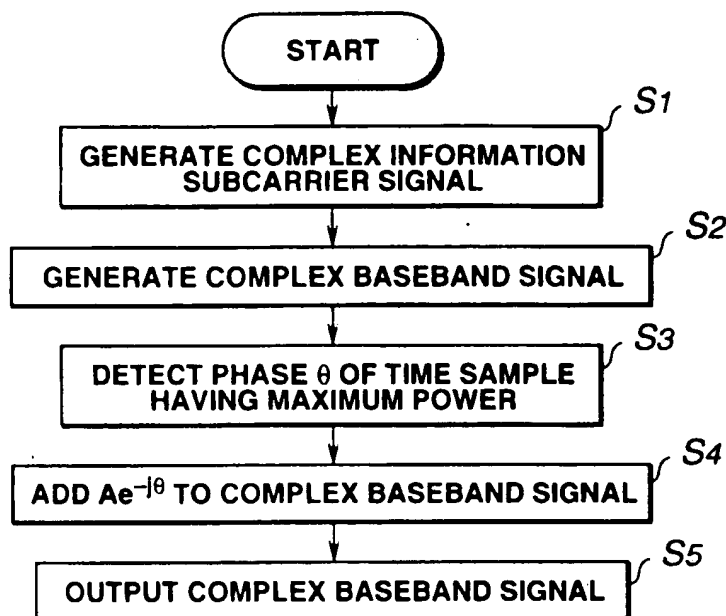 START
S1
GENERATE COMPLEX INFORMATION
SUBCARRIER SIGNAL
S2
GENERATE COMPLEX BASEBAND SIGNAL
S3
DETECT PHASE θ OF TIME SAMPLE
HAVING MAXIMUM POWER
S4
ADD Ae^{-jθ} TO COMPLEX BASEBAND SIGNAL
S5
OUTPUT COMPLEX BASEBAND SIGNAL